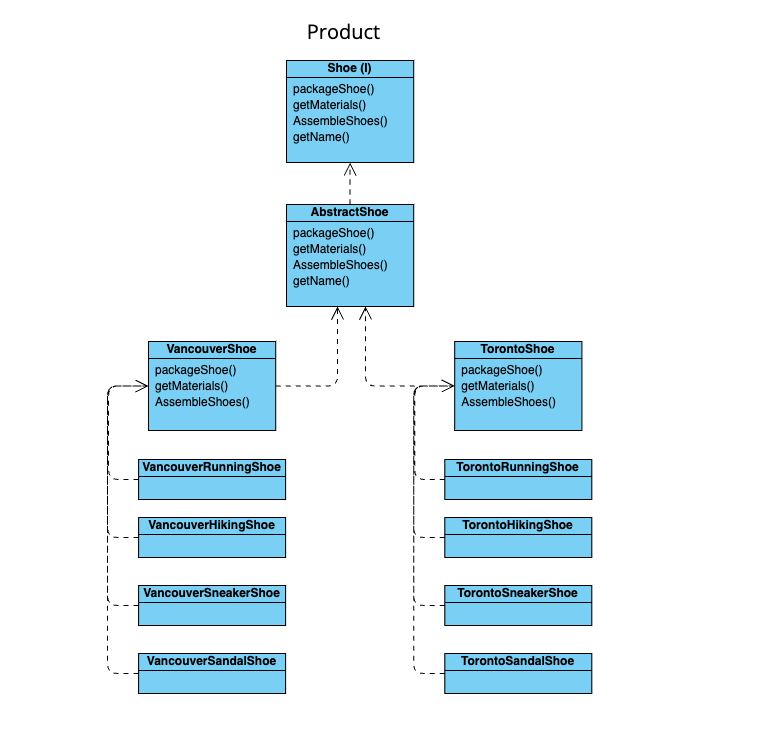 Product
Shoe (I)
packageShoe()
getMaterials()
AssembleShoes()
getName()
AbstractShoe
packageShoe()
getMaterials()
AssembleShoes()
getName()
VancouverShoe
packageShoe()
getMaterials()
AssembleShoes()
TorontoShoe
packageShoe()
getMaterials()
AssembleShoes()
VancouverRunningShoe
VancouverHikingShoe
VancouverSneakerShoe
VancouverSandalShoe
TorontoRunningShoe
TorontoHikingShoe
TorontoSneakerShoe
TorontoSandalShoe